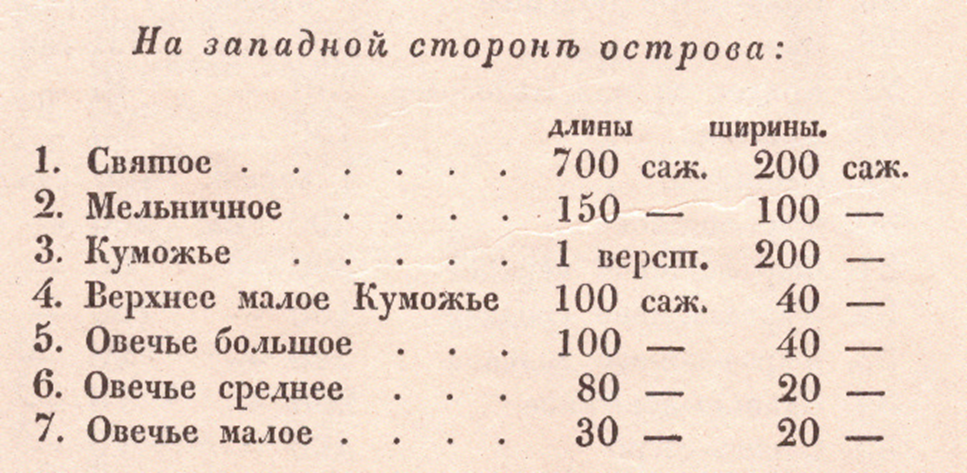 На западной сторонѣ острова:
длины ширины.
1. Святое . . . . . . 700 саж. 200 саж.
2. Мельничное . . . . 150 — 100 —
3. Куможье . . . . . 1 верст. 200 —
4. Верхнее малое Куможье 100 саж. 40 —
5. Овечье большое . . . 100 — 40 —
6. Овечье среднее . . . 80 — 20 —
7. Овечье малое . . . . 30 — 20 —